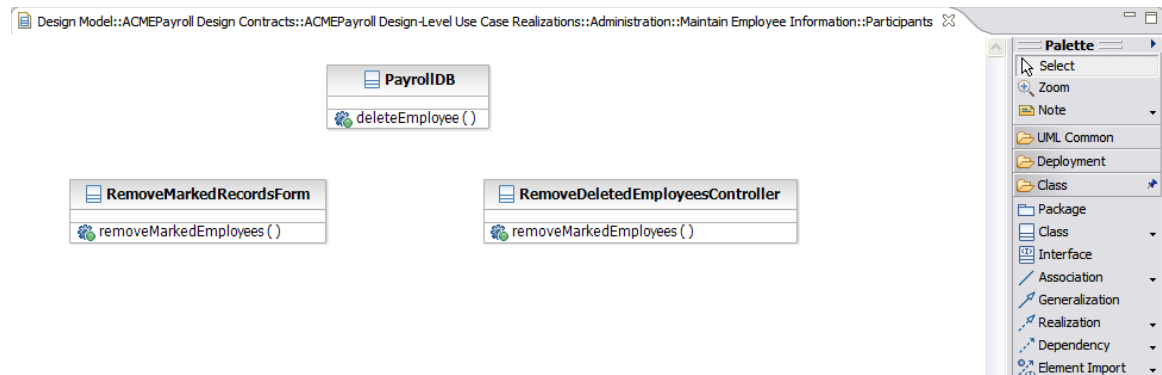 Design Model::ACMEPayroll Design Contracts::ACMEPayroll Design-Level Use Case Realizations::Administration::Maintain Employee Information::Participants
PayrollDB
deleteEmployee ( )
RemoveMarkedRecordsForm
removeMarkedEmployees ( )
RemoveDeletedEmployeesController
removeMarkedEmployees ( )
Palette
Select
Zoom
Note
UML Common
Deployment
Class
Package
Class
Interface
Association
Generalization
Realization
Dependency
Element Import